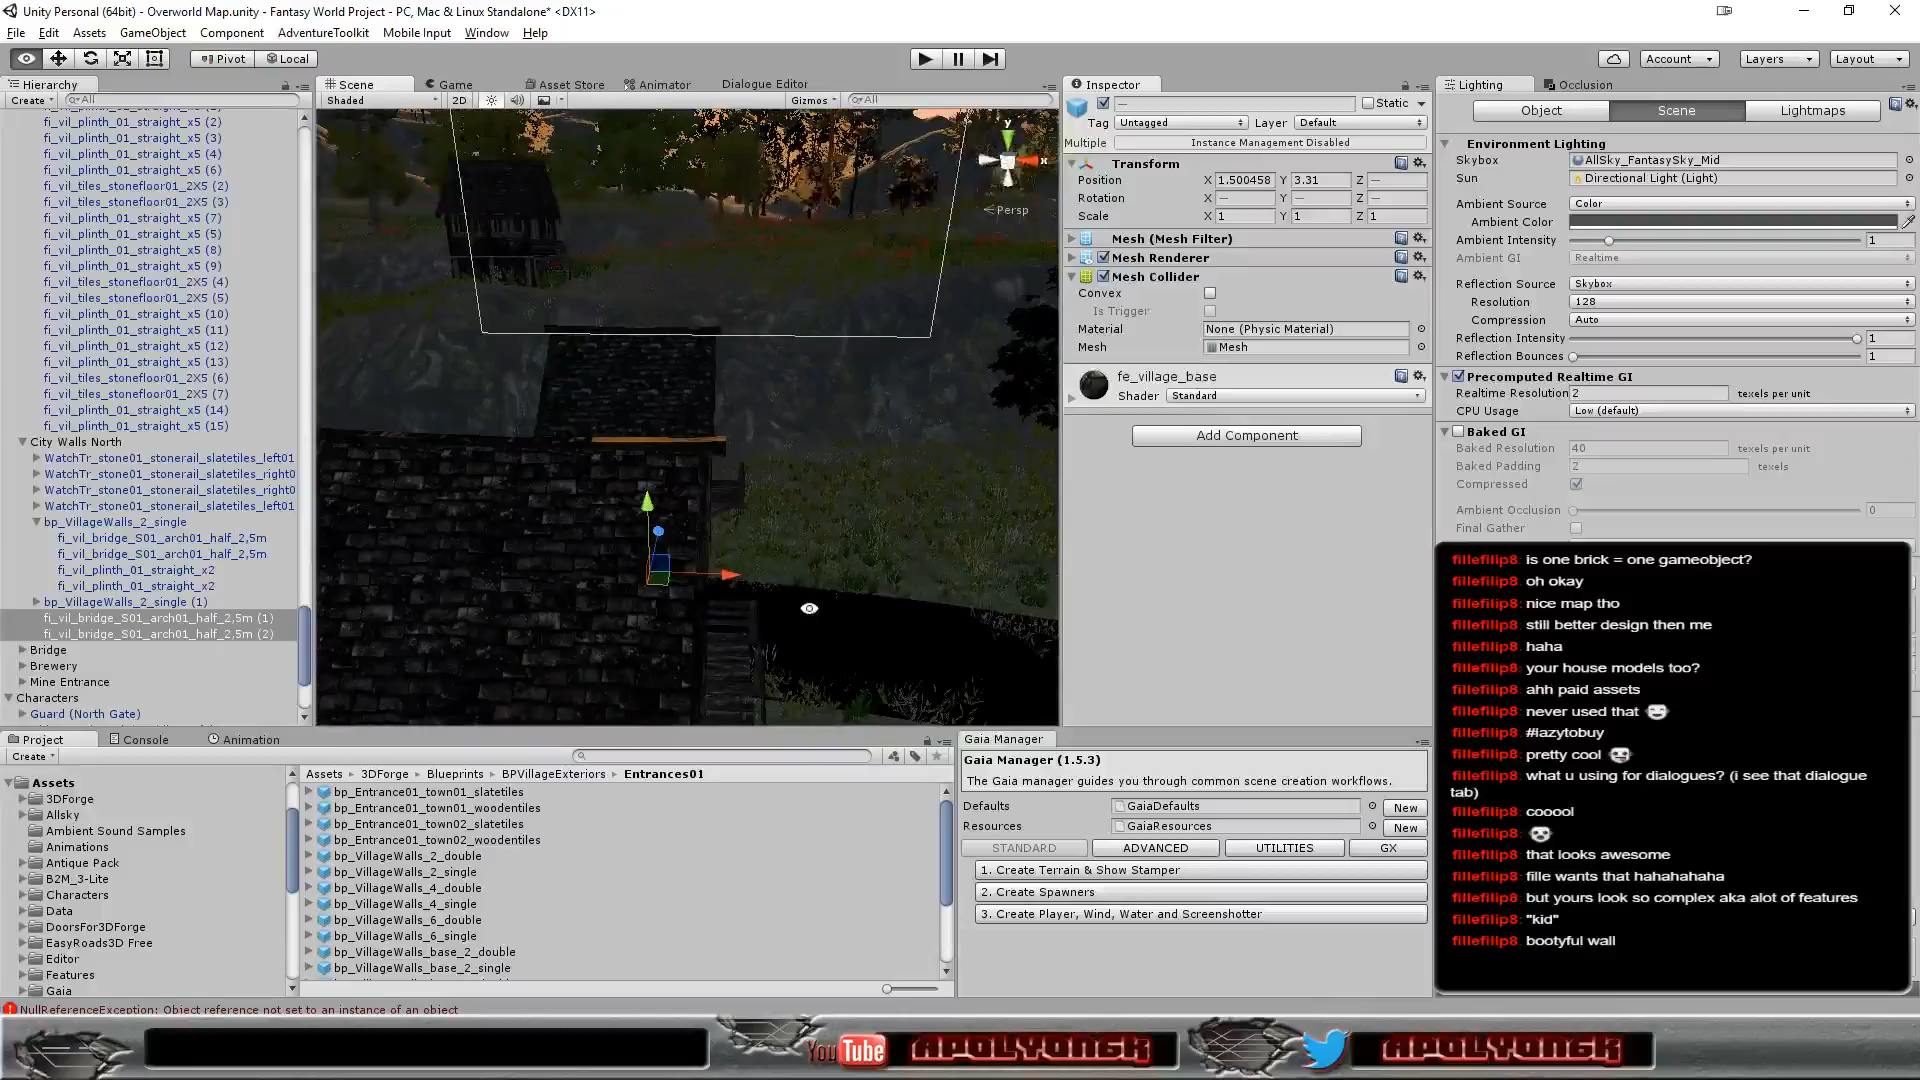 Unity Personal (64bit) - Overworld Map.unity - Fantasy World Project - PC, Mac & Linux Standalone* <DX11>
File Edit Assets GameObject Component AdventureToolkit Mobile Input Window Help
Pivot Local Account Layers Layout
Hierarchy
Create All
fi_vil_plinth_01_straight_x5 (2)
fi_vil_plinth_01_straight_x5 (3)
fi_vil_plinth_01_straight_x5 (4)
fi_vil_plinth_01_straight_x5 (6)
fi_vil_tiles_stonefloor01_2X5 (2)
fi_vil_tiles_stonefloor01_2X5 (3)
fi_vil_plinth_01_straight_x5 (7)
fi_vil_plinth_01_straight_x5 (5)
fi_vil_plinth_01_straight_x5 (8)
fi_vil_plinth_01_straight_x5 (9)
fi_vil_tiles_stonefloor01_2X5 (4)
fi_vil_tiles_stonefloor01_2X5 (5)
fi_vil_plinth_01_straight_x5 (10)
fi_vil_plinth_01_straight_x5 (11)
fi_vil_plinth_01_straight_x5 (12)
fi_vil_plinth_01_straight_x5 (13)
fi_vil_tiles_stonefloor01_2X5 (6)
fi_vil_tiles_stonefloor01_2X5 (7)
fi_vil_plinth_01_straight_x5 (14)
fi_vil_plinth_01_straight_x5 (15)
City Walls North
WatchTr_stone01_stonerail_slatetiles_left01
WatchTr_stone01_stonerail_slatetiles_right0
WatchTr_stone01_stonerail_slatetiles_right0
WatchTr_stone01_stonerail_slatetiles_left01
bp_VillageWalls_2_single
fi_vil_bridge_S01_arch01_half_2,5m
fi_vil_bridge_S01_arch01_half_2,5m
fi_vil_plinth_01_straight_x2
fi_vil_plinth_01_straight_x2
bp_VillageWalls_2_single (1)
fi_vil_bridge_S01_arch01_half_2,5m (1)
fi_vil_bridge_S01_arch01_half_2,5m (2)
Bridge
Brewery
Mine Entrance
Characters
Guard (North Gate)
Scene Game Asset Store Animator Dialogue Editor
Shaded 2D Gizmos All
y
x
Persp
Inspector
— Static
Tag Untagged Layer Default
Multiple Instance Management Disabled
Transform
Position X 1.500458 Y 3.31 Z —
Rotation X — Y — Z —
Scale X 1 Y 1 Z 1
Mesh (Mesh Filter)
Mesh Renderer
Mesh Collider
Convex
Is Trigger
Material None (Physic Material)
Mesh Mesh
fe_village_base
Shader Standard
Add Component
Lighting Occlusion
Object Scene Lightmaps
Environment Lighting
Skybox AllSky_FantasySky_Mid
Sun Directional Light (Light)
Ambient Source Color
Ambient Color
Ambient Intensity 1
Ambient GI Realtime
Reflection Source Skybox
Resolution 128
Compression Auto
Reflection Intensity 1
Reflection Bounces 1
Precomputed Realtime GI
Realtime Resolution 2 texels per unit
CPU Usage Low (default)
Baked GI
Baked Resolution 40 texels per unit
Baked Padding 2 texels
Compressed
Ambient Occlusion 0
Final Gather
fillefilip8: is one brick = one gameobject?
fillefilip8: oh okay
fillefilip8: nice map tho
fillefilip8: still better design then me
fillefilip8: haha
fillefilip8: your house models too?
fillefilip8: ahh paid assets
fillefilip8: never used that
fillefilip8: #lazytobuy
fillefilip8: pretty cool
fillefilip8: what u using for dialogues? (i see that dialogue
tab)
fillefilip8: cooool
fillefilip8:
fillefilip8: that looks awesome
fillefilip8: fille wants that hahahahaha
fillefilip8: but yours look so complex aka alot of features
fillefilip8: "kid"
fillefilip8: bootyful wall
Project Console Animation
Create
Assets
3DForge
Allsky
Ambient Sound Samples
Animations
Antique Pack
B2M_3-Lite
Characters
Data
DoorsFor3DForge
EasyRoads3D Free
Editor
Features
Gaia
Assets 3DForge Blueprints BPVillageExteriors Entrances01
bp_Entrance01_town01_slatetiles
bp_Entrance01_town01_woodentiles
bp_Entrance01_town02_slatetiles
bp_Entrance01_town02_woodentiles
bp_VillageWalls_2_double
bp_VillageWalls_2_single
bp_VillageWalls_4_double
bp_VillageWalls_4_single
bp_VillageWalls_6_double
bp_VillageWalls_6_single
bp_VillageWalls_base_2_double
bp_VillageWalls_base_2_single
Gaia Manager
Gaia Manager (1.5.3)
The Gaia manager guides you through common scene creation workflows.
Defaults GaiaDefaults New
Resources GaiaResources New
STANDARD ADVANCED UTILITIES GX
1. Create Terrain & Show Stamper
2. Create Spawners
3. Create Player, Wind, Water and Screenshotter
NullReferenceException: Object reference not set to an instance of an object
YouTube APOLYONGK APOLYONGK